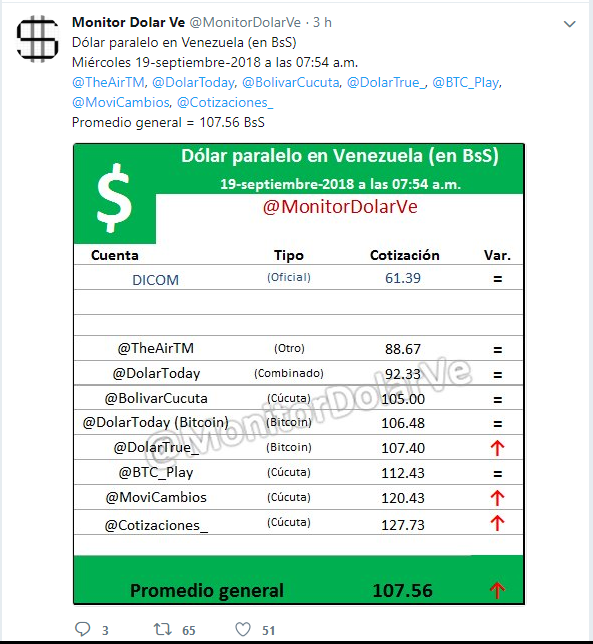 Monitor Dolar Ve @MonitorDolarVe · 3 h
Dólar paralelo en Venezuela (en BsS)
Miércoles 19-septiembre-2018 a las 07:54 a.m.
@TheAirTM, @DolarToday, @BolivarCucuta, @DolarTrue_, @BTC_Play,
@MoviCambios, @Cotizaciones_
Promedio general = 107.56 BsS
$
Dólar paralelo en Venezuela (en BsS)
19-septiembre-2018 a las 07:54 a.m.
@MonitorDolarVe
Cuenta Tipo Cotización Var.
DICOM (Oficial) 61.39 =
@TheAirTM (Otro) 88.67 =
@DolarToday (Combinado) 92.33 =
@BolivarCucuta (Cúcuta) 105.00 =
@DolarToday (Bitcoin) (Bitcoin) 106.48 =
@DolarTrue_ (Bitcoin) 107.40 ↑
@BTC_Play (Cúcuta) 112.43 =
@MoviCambios (Cúcuta) 120.43 ↑
@Cotizaciones_ (Cúcuta) 127.73 ↑
@MonitorDolarVe
Promedio general 107.56 ↑
3 65 51